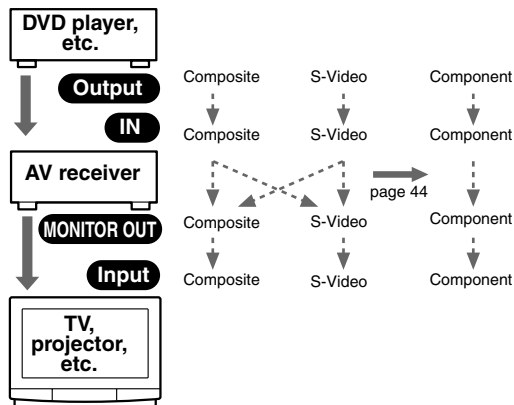 DVD player,
etc.
Output
Composite S-Video Component
IN
Composite S-Video Component
AV receiver
page 44
MONITOR OUT
Composite S-Video Component
Input
Composite S-Video Component
TV,
projector,
etc.